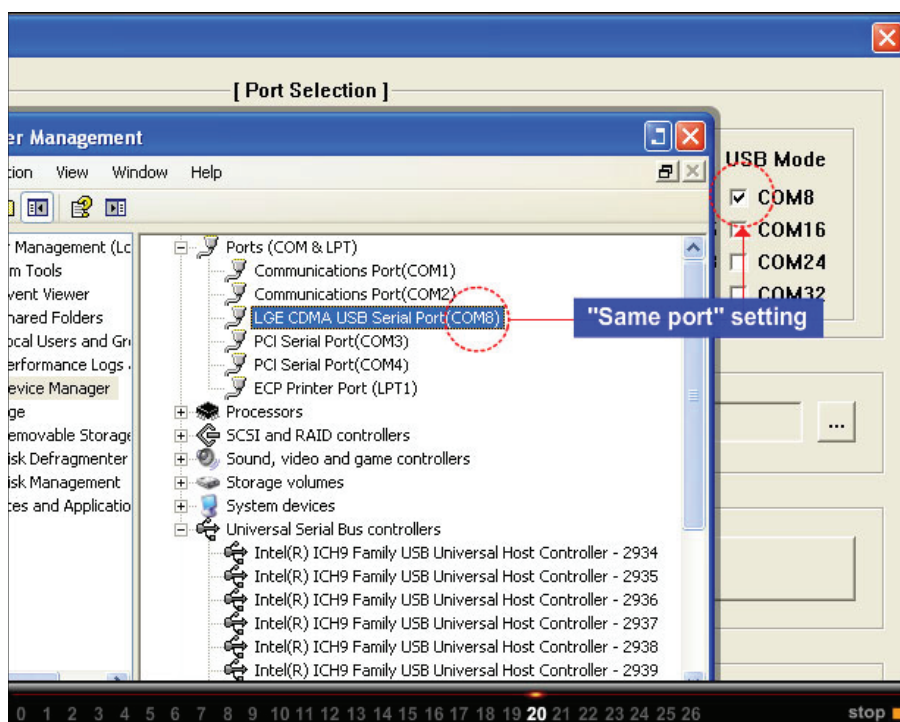 [ Port Selection ]
er Management
tion View Window Help
USB Mode
COM8
COM16
COM24
COM32
r Management (Lc
m Tools
vent Viewer
hared Folders
ocal Users and Gr
erformance Logs
evice Manager
ge
emovable Storage
isk Defragmenter
isk Management
ces and Applicatio
Ports (COM & LPT)
Communications Port(COM1)
Communications Port(COM2)
LGE CDMA USB Serial Port(COM8)
"Same port" setting
PCI Serial Port(COM3)
PCI Serial Port(COM4)
ECP Printer Port (LPT1)
Processors
SCSI and RAID controllers
Sound, video and game controllers
Storage volumes
System devices
Universal Serial Bus controllers
Intel(R) ICH9 Family USB Universal Host Controller - 2934
Intel(R) ICH9 Family USB Universal Host Controller - 2935
Intel(R) ICH9 Family USB Universal Host Controller - 2936
Intel(R) ICH9 Family USB Universal Host Controller - 2937
Intel(R) ICH9 Family USB Universal Host Controller - 2938
Intel(R) ICH9 Family USB Universal Host Controller - 2939
...
0 1 2 3 4 5 6 7 8 9 10 11 12 13 14 15 16 17 18 19 20 21 22 23 24 25 26 stop